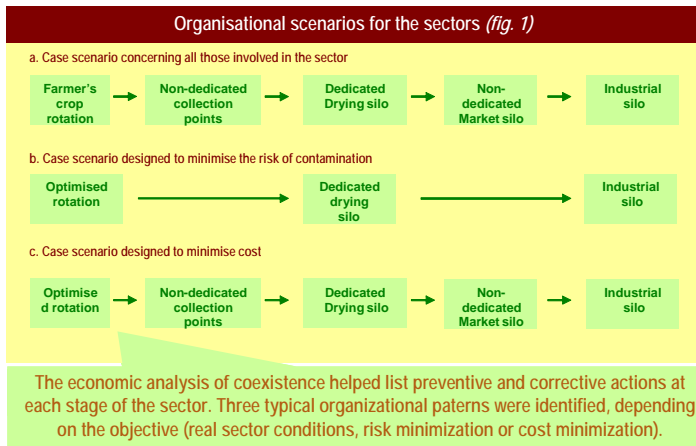 Organisational scenarios for the sectors (fig. 1)
a. Case scenario concerning all those involved in the sector
Farmer's
crop
rotation
Non-dedicated
collection
points
Dedicated
Drying silo
Non-
dedicated
Market silo
Industrial
silo
b. Case scenario designed to minimise the risk of contamination
Optimised
rotation
Dedicated
drying
silo
Industrial
silo
c. Case scenario designed to minimise cost
Optimise
d rotation
Non-dedicated
collection
points
Dedicated
Drying silo
Non-
dedicated
Market silo
Industrial
silo
The economic analysis of coexistence helped list preventive and corrective actions at
each stage of the sector. Three typical organizational paterns were identified, depending
on the objective (real sector conditions, risk minimization or cost minimization).